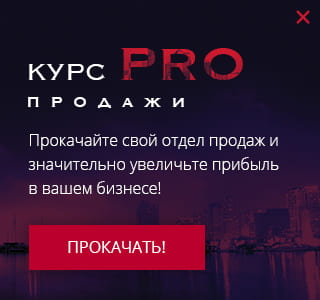 КУРС PRO
ПРОДАЖИ
Прокачайте свой отдел продаж и
значительно увеличьте прибыль
в вашем бизнесе!
ПРОКАЧАТЬ!